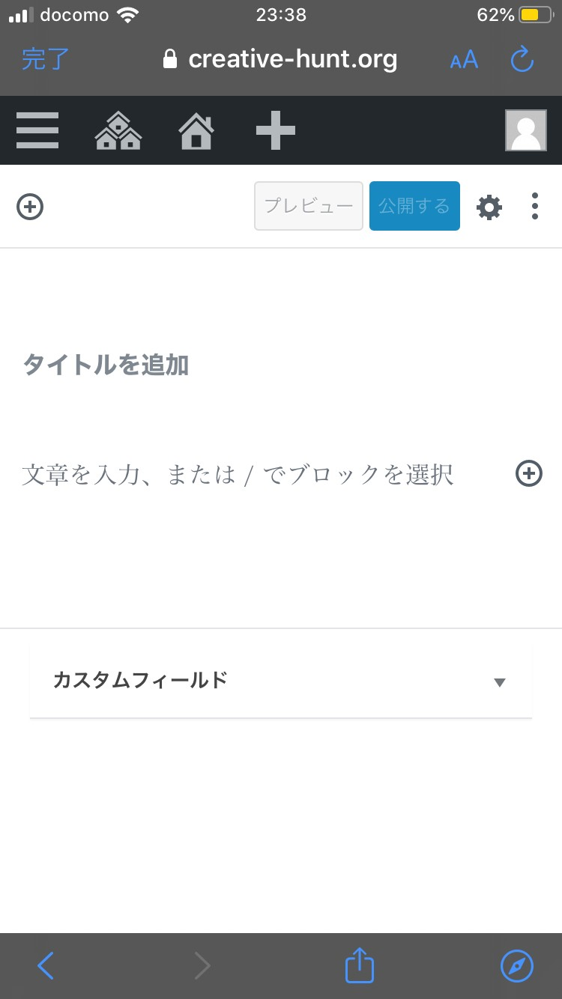 docomo 23:38 62%
完了 creative-hunt.org AA
プレビュー 公開する
タイトルを追加
文章を入力、または / でブロックを選択
カスタムフィールド